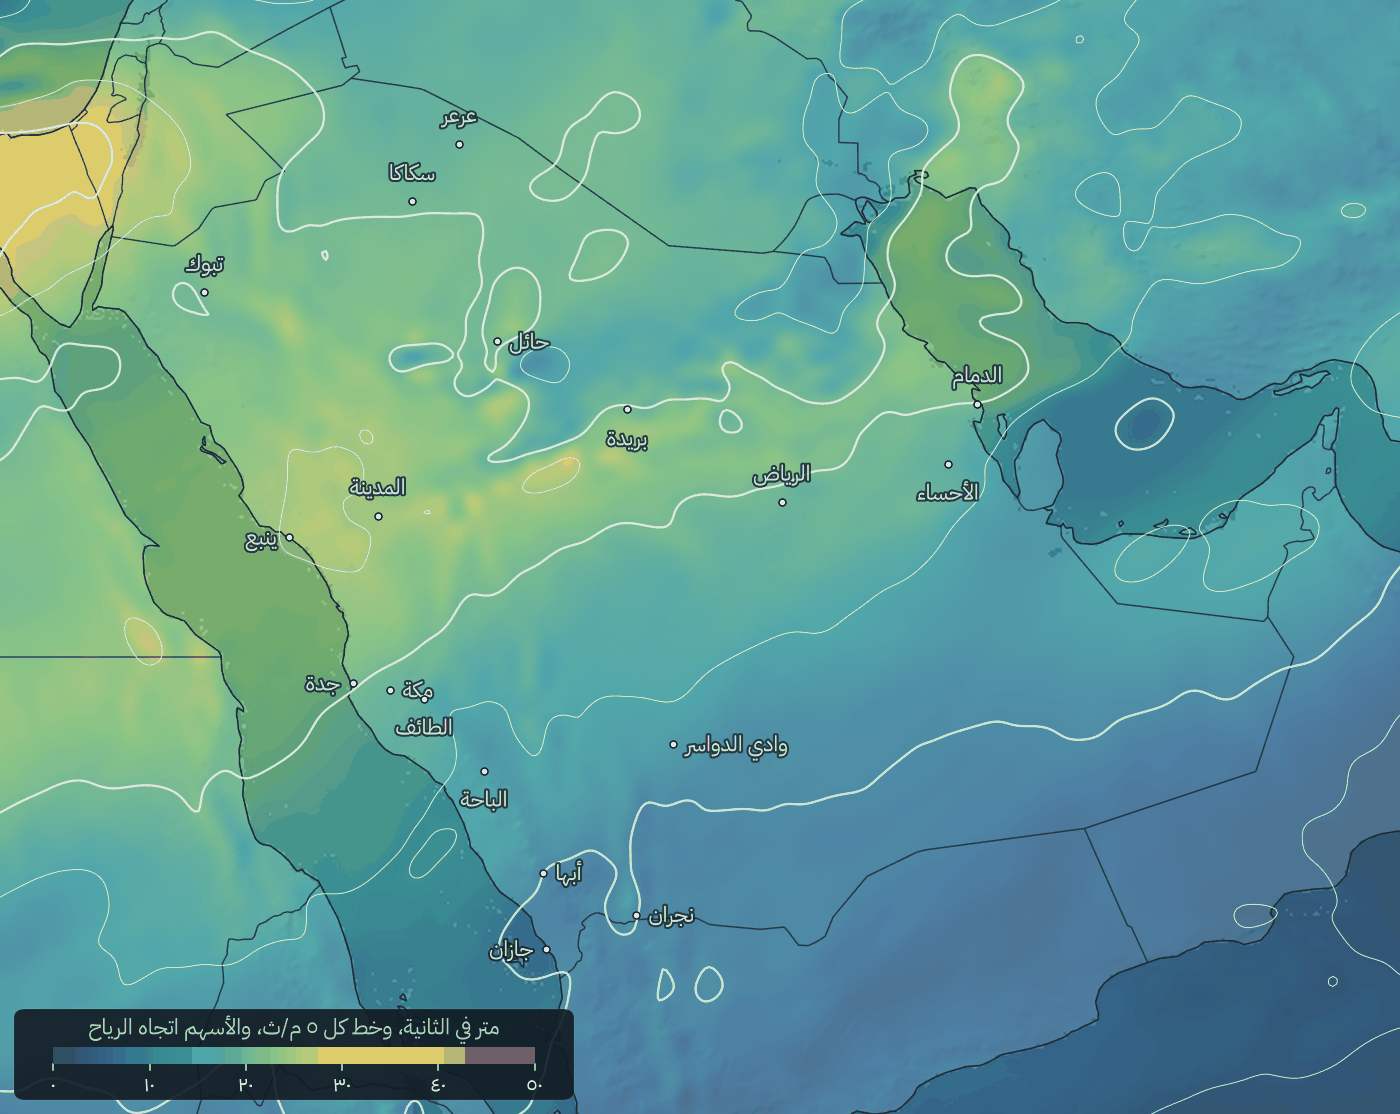 عرعر
سكاكا
تبوك
حائل
الدمام
بريدة
الرياض
المدينة
الأحساء
ينبع
جدة
مكة
الطائف
وادي الدواسر
الباحة
أبها
نجران
جازان
متر في الثانية، وخط كل ٥ م/ث، والأسهم اتجاه الرياح
٠ ١٠ ٢٠ ٣٠ ٤٠ ٥٠